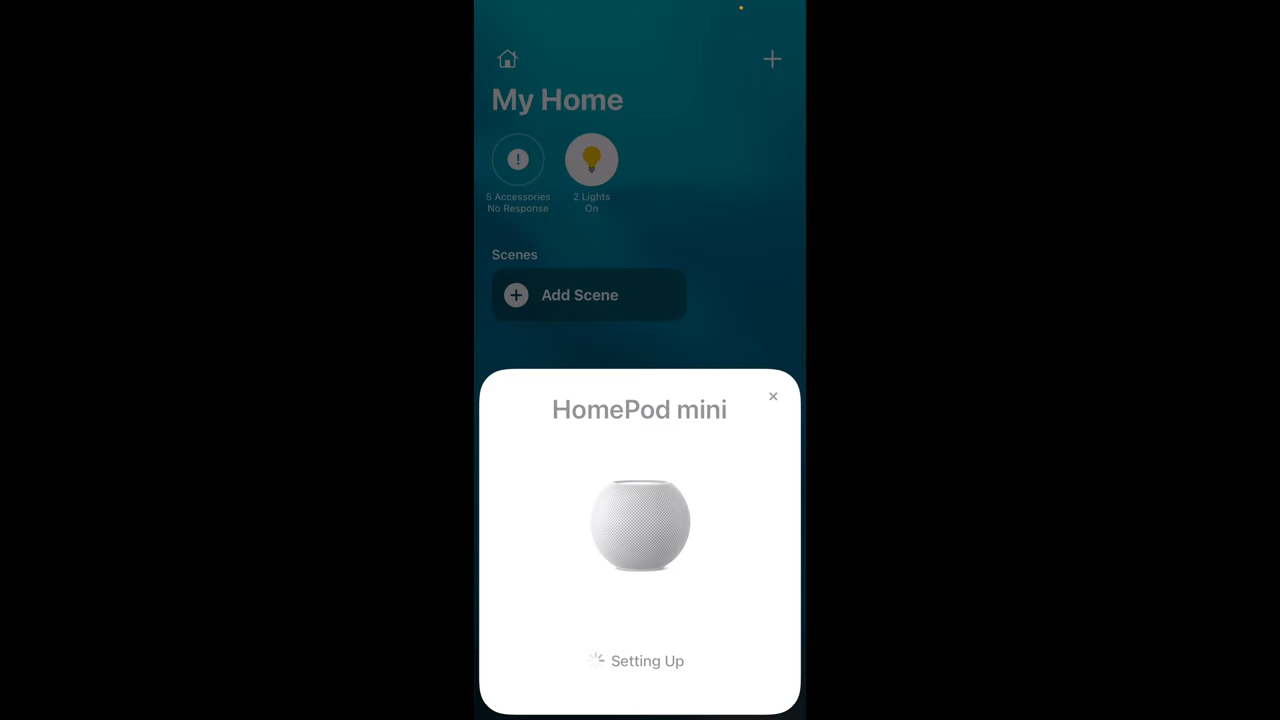 My Home
5 Accessories
No Response
2 Lights
On
Scenes
Add Scene
HomePod mini
Setting Up